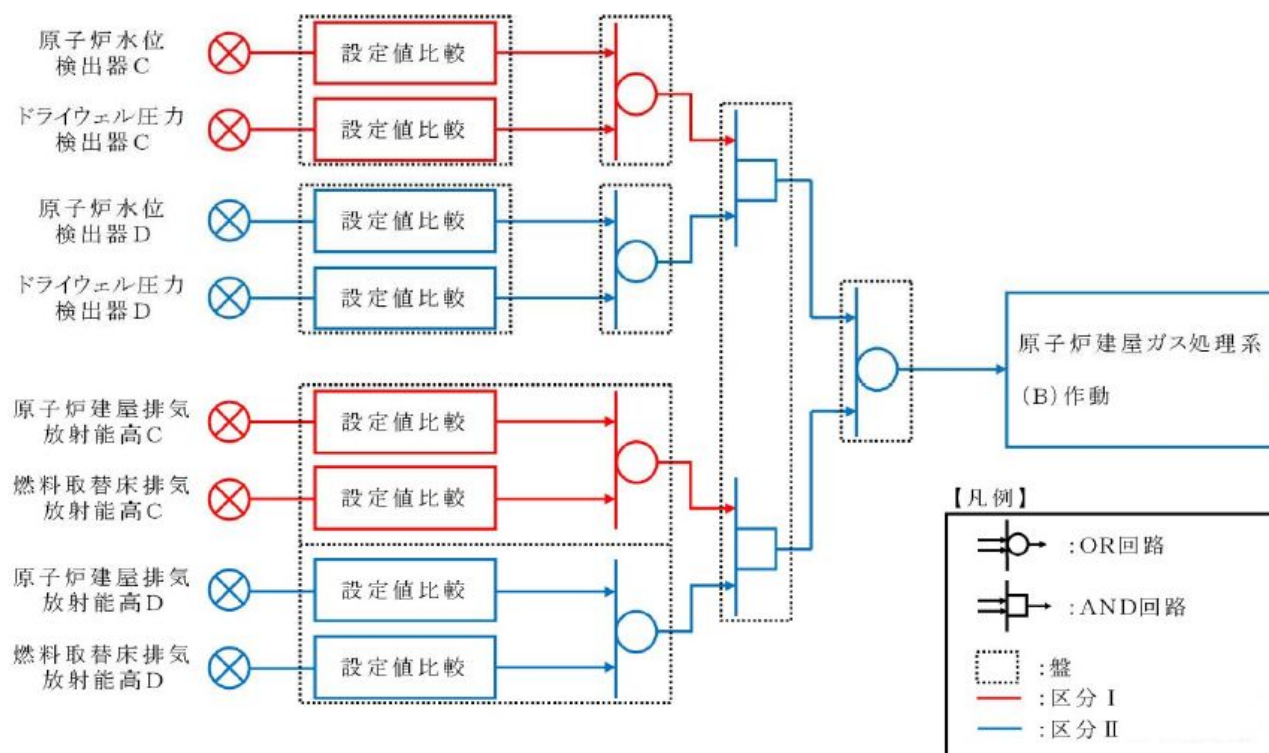 原子炉水位
検出器C
設定値比較
ドライウェル圧力
検出器C
設定値比較
原子炉水位
検出器D
設定値比較
ドライウェル圧力
検出器D
設定値比較
原子炉建屋排気
放射能高C
設定値比較
燃料取替床排気
放射能高C
設定値比較
原子炉建屋排気
放射能高D
設定値比較
燃料取替床排気
放射能高D
設定値比較
原子炉建屋ガス処理系
(B)作動
【凡例】
:OR回路
:AND回路
:盤
:区分Ⅰ
:区分Ⅱ